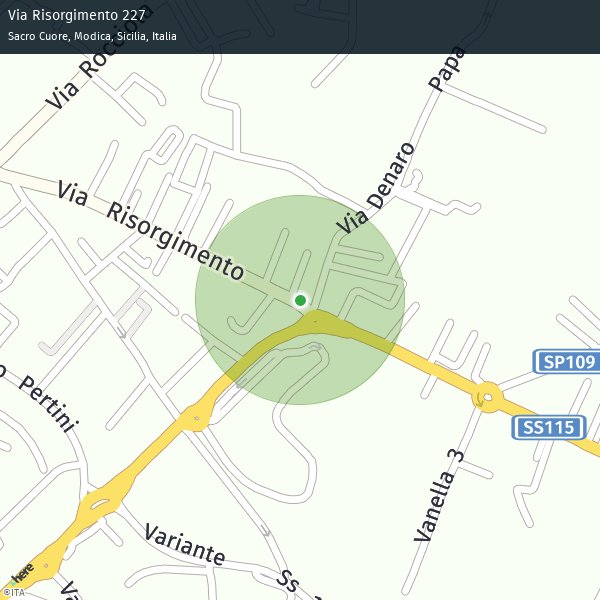 Via Risorgimento 227
Sacro Cuore, Modica, Sicilia, Italia
Via Rocciola
Papa
Via Denaro
Via Risorgimento
SP109
Pertini
SS115
Vanella 3
Variante
Ss
here
©ITA